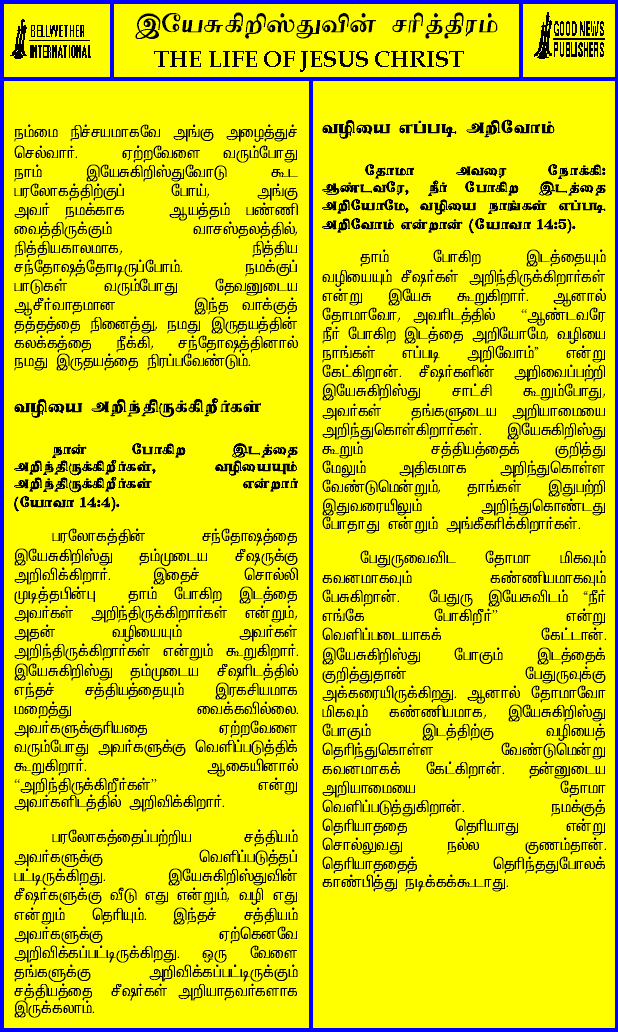 BELLWETHER
INTERNATIONAL
இயேசுகிறிஸ்துவின் சரித்திரம்
THE LIFE OF JESUS CHRIST
GOOD NEWS
PUBLISHERS
நம்மை நிச்சயமாகவே அங்கு அழைத்துச்
செல்வார். ஏற்றவேளை வரும்போது
நாம் இயேசுகிறிஸ்துவோடு கூட
பரலோகத்திற்குப் போய், அங்கு
அவர் நமக்காக ஆயத்தம் பண்ணி
வைத்திருக்கும் வாசஸ்தலத்தில்,
நித்தியகாலமாக, நித்திய
சந்தோஷத்தோடிருப்போம். நமக்குப்
பாடுகள் வரும்போது தேவனுடைய
ஆசீர்வாதமான இந்த வாக்குத்
தத்தத்தை நினைத்து, நமது இருதயத்தின்
கலக்கத்தை நீக்கி, சந்தோஷத்தினால்
நமது இருதயத்தை நிரப்பவேண்டும்.
வழியை அறிந்திருக்கிறீர்கள்
நான் போகிற இடத்தை
அறிந்திருக்கிறீர்கள், வழியையும்
அறிந்திருக்கிறீர்கள் என்றார்
(யோவா 14:4).
பரலோகத்தின் சந்தோஷத்தை
இயேசுகிறிஸ்து தம்முடைய சீஷருக்கு
அறிவிக்கிறார். இதைச் சொல்லி
முடித்தபின்பு தாம் போகிற இடத்தை
அவர்கள் அறிந்திருக்கிறார்கள் என்றும்,
அதன் வழியையும் அவர்கள்
அறிந்திருக்கிறார்கள் என்றும் கூறுகிறார்.
இயேசுகிறிஸ்து தம்முடைய சீஷரிடத்தில்
எந்தச் சத்தியத்தையும் இரகசியமாக
மறைத்து வைக்கவில்லை.
அவர்களுக்குரியதை ஏற்றவேளை
வரும்போது அவர்களுக்கு வெளிப்படுத்திக்
கூறுகிறார். ஆகையினால்
“அறிந்திருக்கிறீர்கள்” என்று
அவர்களிடத்தில் அறிவிக்கிறார்.
பரலோகத்தைப்பற்றிய சத்தியம்
அவர்களுக்கு வெளிப்படுத்தப்
பட்டிருக்கிறது. இயேசுகிறிஸ்துவின்
சீஷர்களுக்கு வீடு எது என்றும், வழி எது
என்றும் தெரியும். இந்தச் சத்தியம்
அவர்களுக்கு ஏற்கெனவே
அறிவிக்கப்பட்டிருக்கிறது. ஒரு வேளை
தங்களுக்கு அறிவிக்கப்பட்டிருக்கும்
சத்தியத்தை சீஷர்கள் அறியாதவர்களாக
இருக்கலாம்.
வழியை எப்படி அறிவோம்
தோமா அவரை நோக்கி:
ஆண்டவரே, நீர் போகிற இடத்தை
அறியோமே, வழியை நாங்கள் எப்படி
அறிவோம் என்றான் (யோவா 14:5).
தாம் போகிற இடத்தையும்
வழியையும் சீஷர்கள் அறிந்திருக்கிறார்கள்
என்று இயேசு கூறுகிறார். ஆனால்
தோமாவோ, அவரிடத்தில் “ஆண்டவரே
நீர் போகிற இடத்தை அறியோமே, வழியை
நாங்கள் எப்படி அறிவோம்” என்று
கேட்கிறான். சீஷர்களின் அறிவைப்பற்றி
இயேசுகிறிஸ்து சாட்சி கூறும்போது,
அவர்கள் தங்களுடைய அறியாமையை
அறிந்துகொள்கிறார்கள். இயேசுகிறிஸ்து
கூறும் சத்தியத்தைக் குறித்து
மேலும் அதிகமாக அறிந்துகொள்ள
வேண்டுமென்றும், தாங்கள் இதுபற்றி
இதுவரையிலும் அறிந்துகொண்டது
போதாது என்றும் அங்கீகரிக்கிறார்கள்.
பேதுருவைவிட தோமா மிகவும்
கவனமாகவும் கண்ணியமாகவும்
பேசுகிறான். பேதுரு இயேசுவிடம் “நீர்
எங்கே போகிறீர்” என்று
வெளிப்படையாகக் கேட்டான்.
இயேசுகிறிஸ்து போகும் இடத்தைக்
குறித்துதான் பேதுருவுக்கு
அக்கரையிருக்கிறது. ஆனால் தோமாவோ
மிகவும் கண்ணியமாக, இயேசுகிறிஸ்து
போகும் இடத்திற்கு வழியைத்
தெரிந்துகொள்ள வேண்டுமென்று
கவனமாகக் கேட்கிறான். தன்னுடைய
அறியாமையை தோமா
வெளிப்படுத்துகிறான். நமக்குத்
தெரியாததை தெரியாது என்று
சொல்லுவது நல்ல குணம்தான்.
தெரியாததைத் தெரிந்ததுபோலக்
காண்பித்து நடிக்கக்கூடாது.